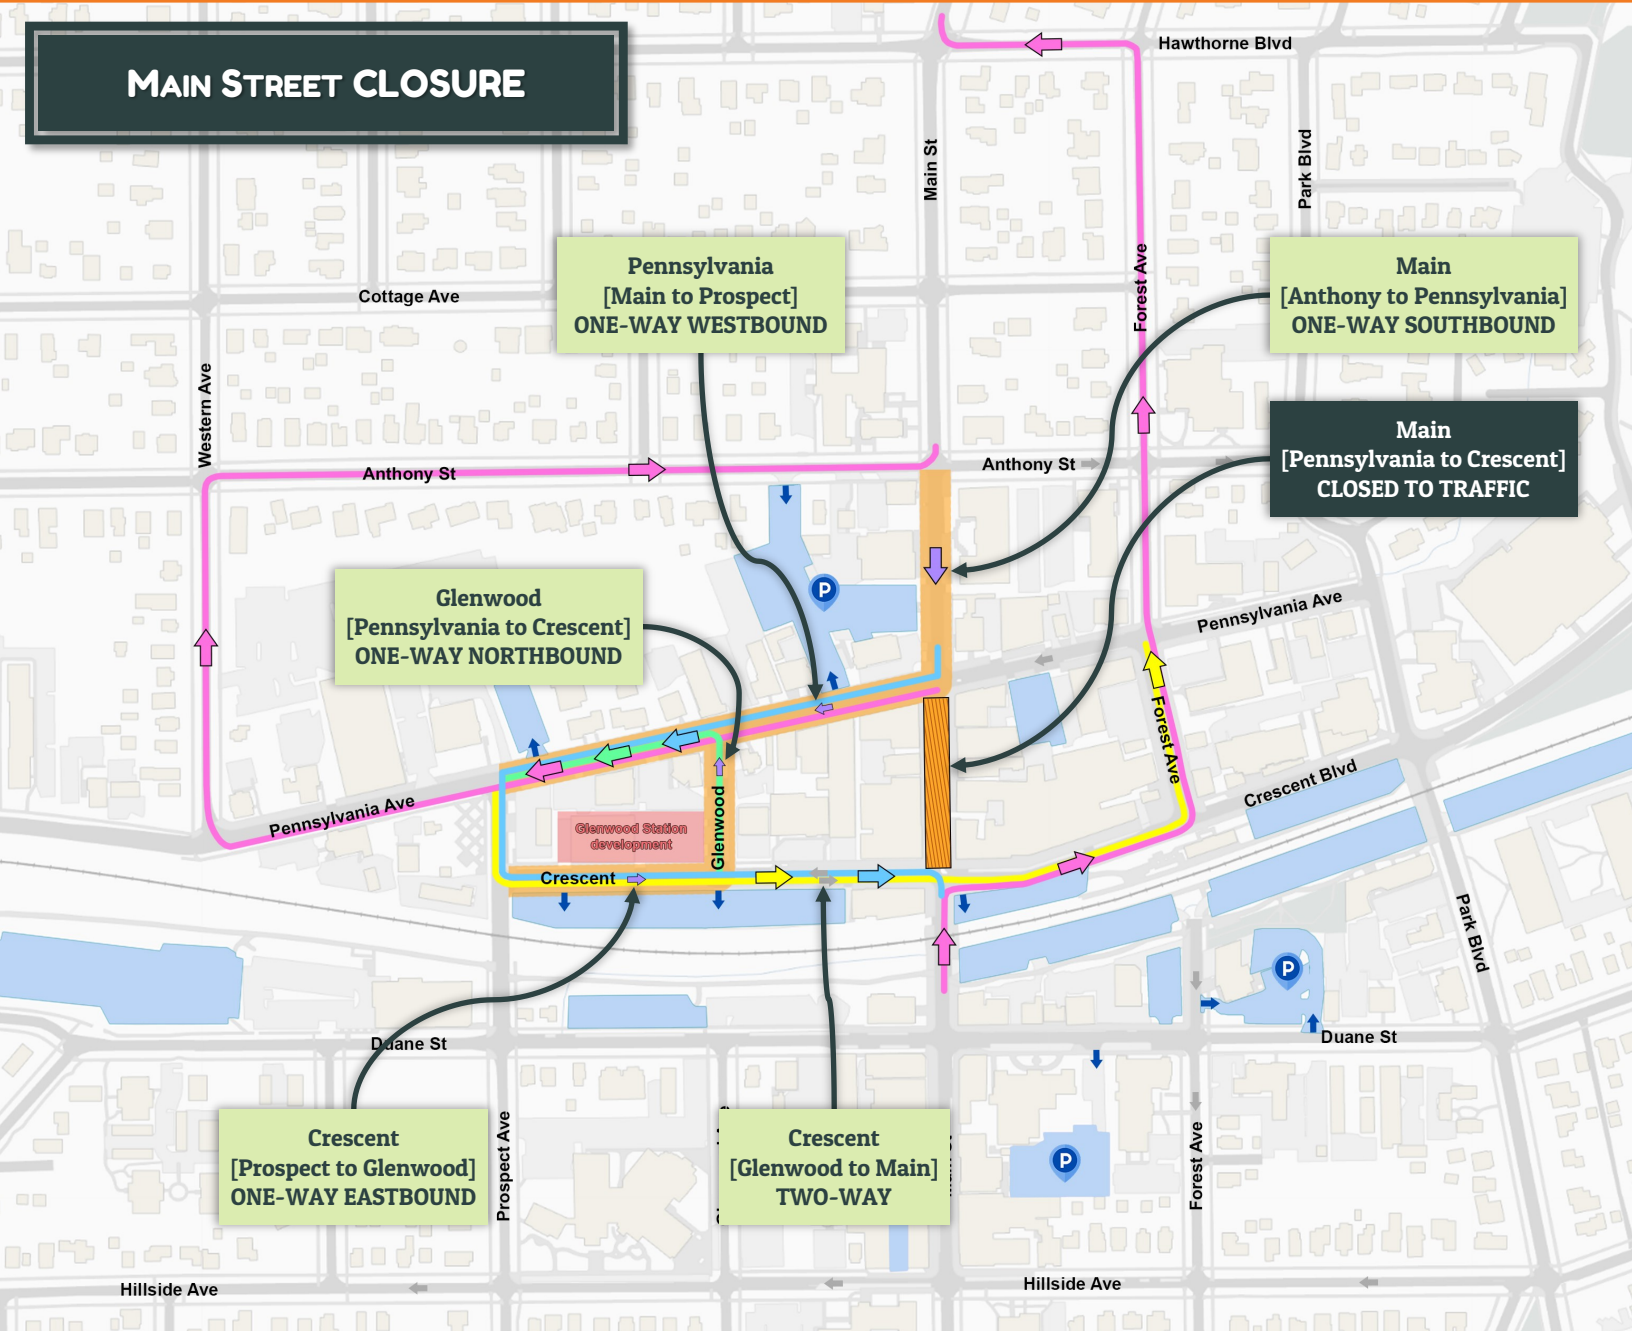 Main Street CLOSURE
Hawthorne Blvd
Main St
Park Blvd
Pennsylvania
[Main to Prospect]
ONE-WAY WESTBOUND
Main
[Anthony to Pennsylvania]
ONE-WAY SOUTHBOUND
Cottage Ave
Forest Ave
Western Ave
Main
[Pennsylvania to Crescent]
CLOSED TO TRAFFIC
Anthony St
Anthony St
P
Glenwood
[Pennsylvania to Crescent]
ONE-WAY NORTHBOUND
Pennsylvania Ave
Forest Ave
Crescent Blvd
Pennsylvania Ave
Glenwood Station
development
Glenwood
Crescent
Park Blvd
P
Duane St
Duane St
Prospect Ave
Crescent
[Prospect to Glenwood]
ONE-WAY EASTBOUND
Crescent
[Glenwood to Main]
TWO-WAY
P
Forest Ave
Hillside Ave
Hillside Ave